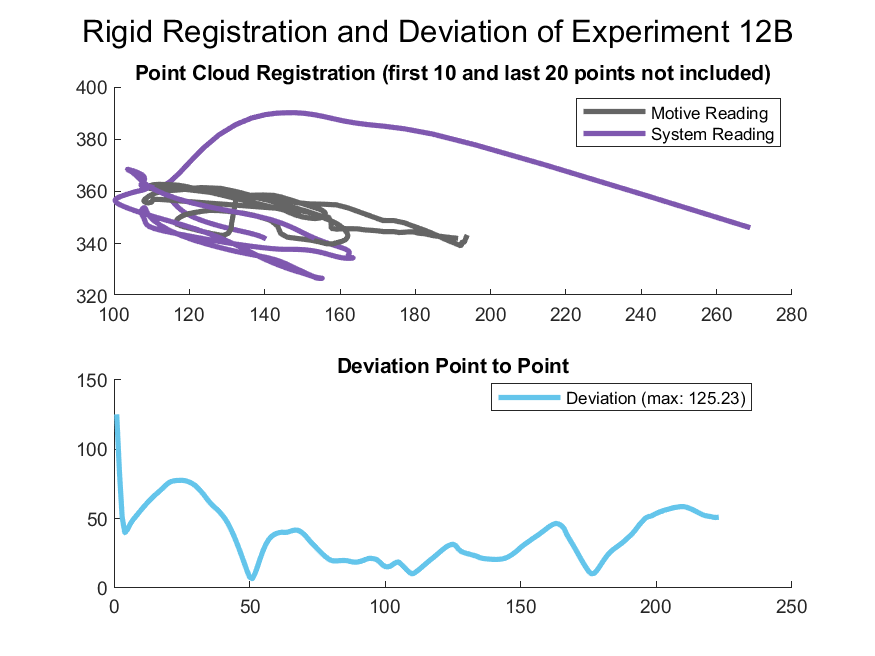 Rigid Registration and Deviation of Experiment 12B
Point Cloud Registration (first 10 and last 20 points not included)
400
380
360
340
320
Motive Reading
System Reading
100 120 140 160 180 200 220 240 260 280
Deviation Point to Point
150
100
50
0
Deviation (max: 125.23)
0 50 100 150 200 250